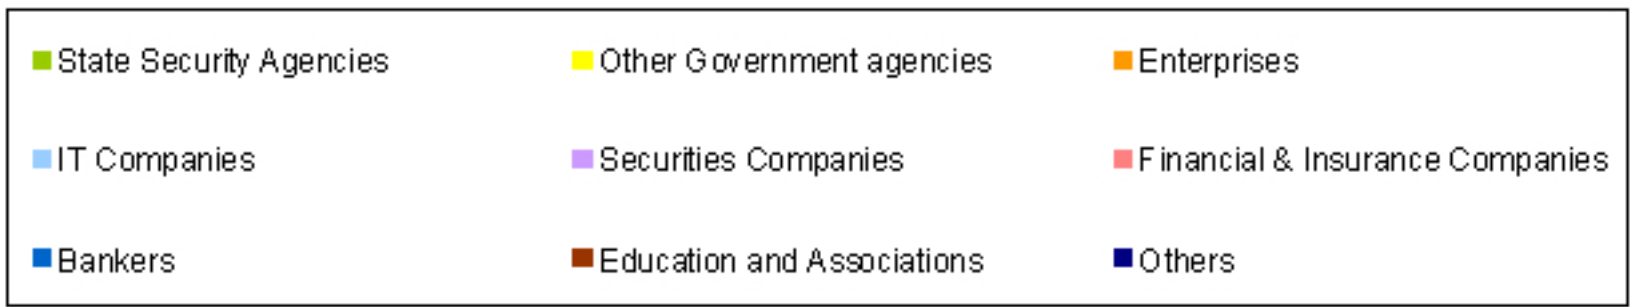 State Security Agencies Other Government agencies Enterprises
IT Companies Securities Companies Financial & Insurance Companies
Bankers Education and Associations Others